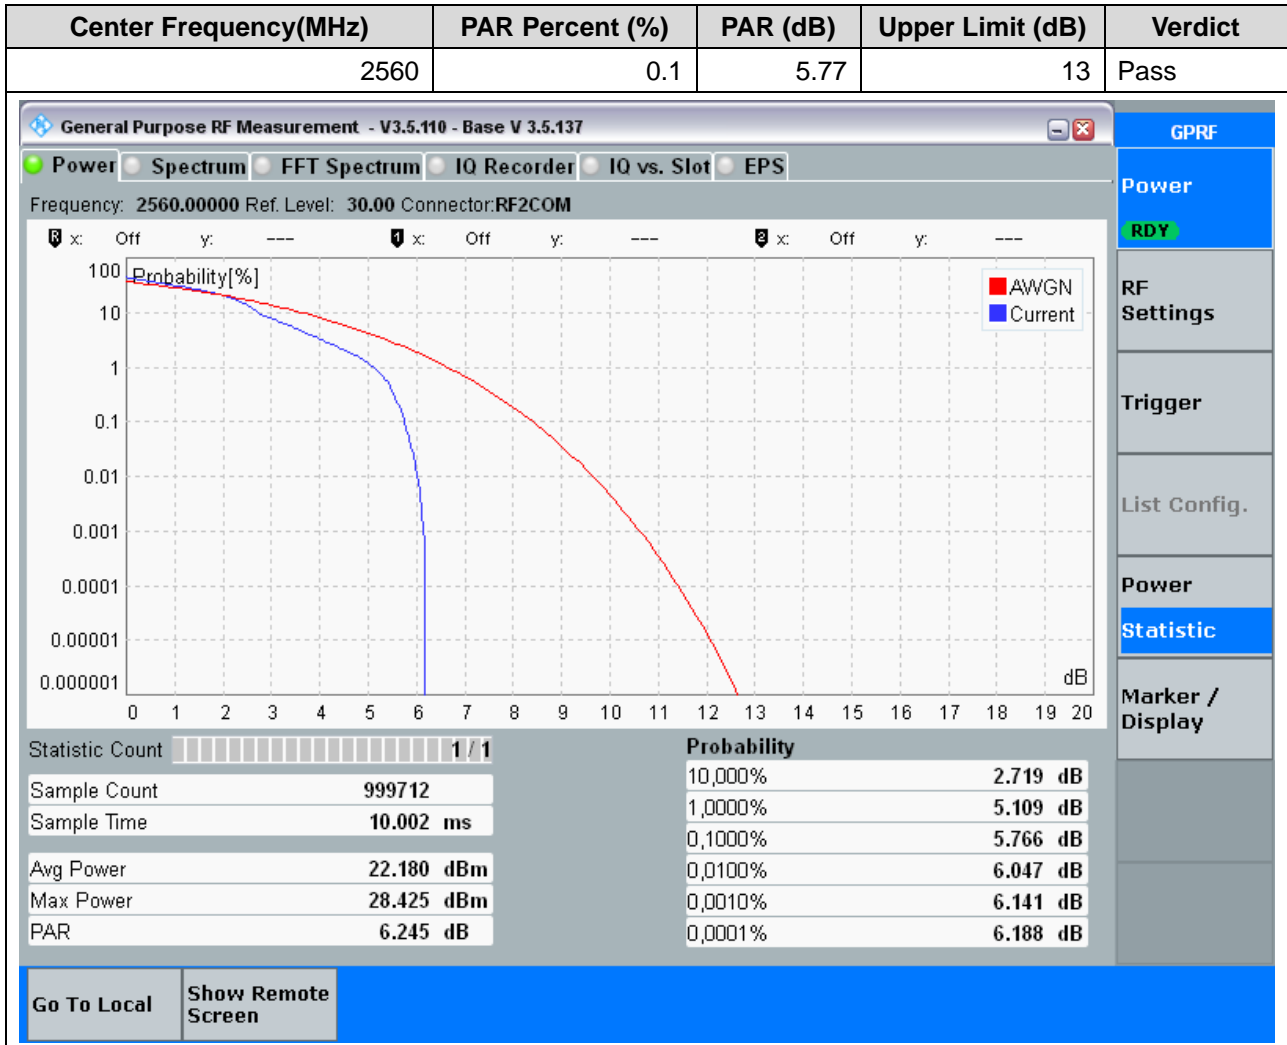 Center Frequency(MHz) PAR Percent (%) PAR (dB) Upper Limit (dB) Verdict
2560 0.1 5.77 13 Pass
General Purpose RF Measurement - V3.5.110 - Base V 3.5.137
GPRF
Power Spectrum FFT Spectrum IQ Recorder IQ vs. Slot EPS
Frequency: 2560.00000 Ref. Level: 30.00 Connector:RF2COM
Power
RDY
R x: Off y: --- 1 x: Off y: --- 2 x: Off y: ---
Probability[%]
AWGN
Current
100
10
1
0.1
0.01
0.001
0.0001
0.00001
0.000001
dB
0 1 2 3 4 5 6 7 8 9 10 11 12 13 14 15 16 17 18 19 20
RF
Settings
Trigger
List Config.
Power
Statistic
Marker /
Display
Statistic Count 1 / 1
Sample Count 999712
Sample Time 10.002 ms
Avg Power 22.180 dBm
Max Power 28.425 dBm
PAR 6.245 dB
Probability
10,000% 2.719 dB
1,0000% 5.109 dB
0,1000% 5.766 dB
0,0100% 6.047 dB
0,0010% 6.141 dB
0,0001% 6.188 dB
Go To Local
Show Remote
Screen